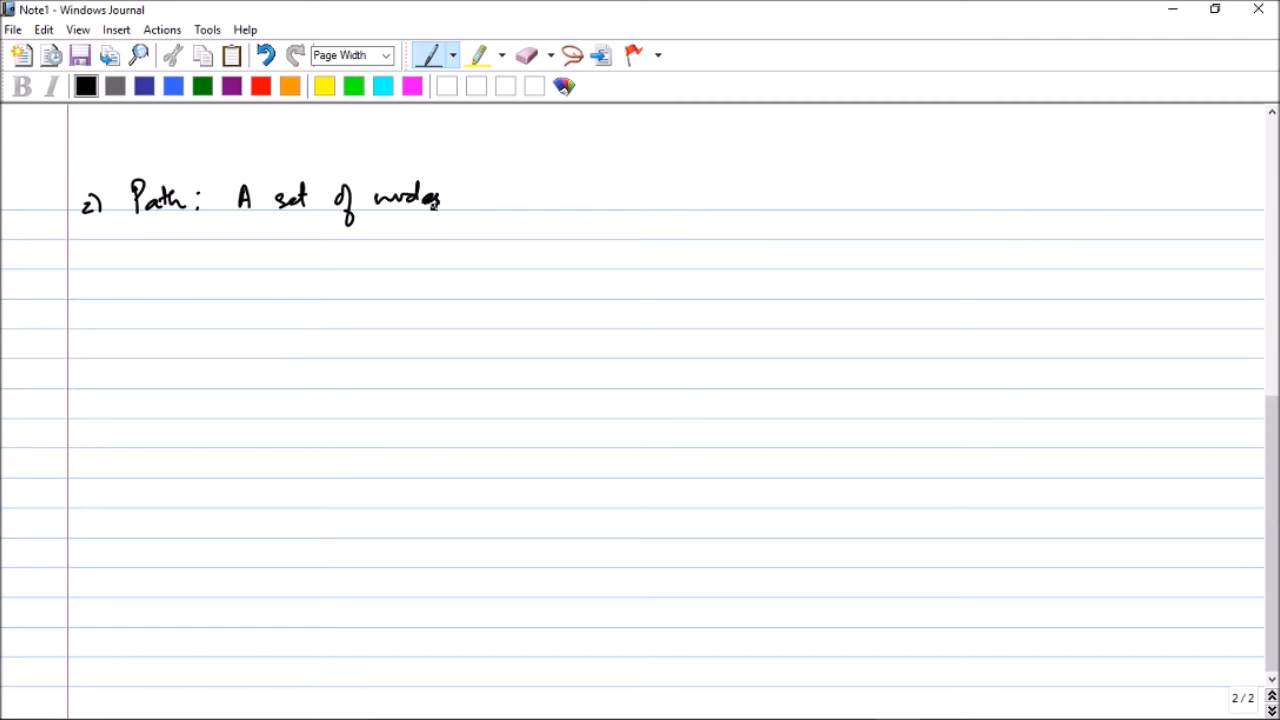 Note1 - Windows Journal
File Edit View Insert Actions Tools Help
Page Width
B I
2) Path: A set of nodes
2 / 2